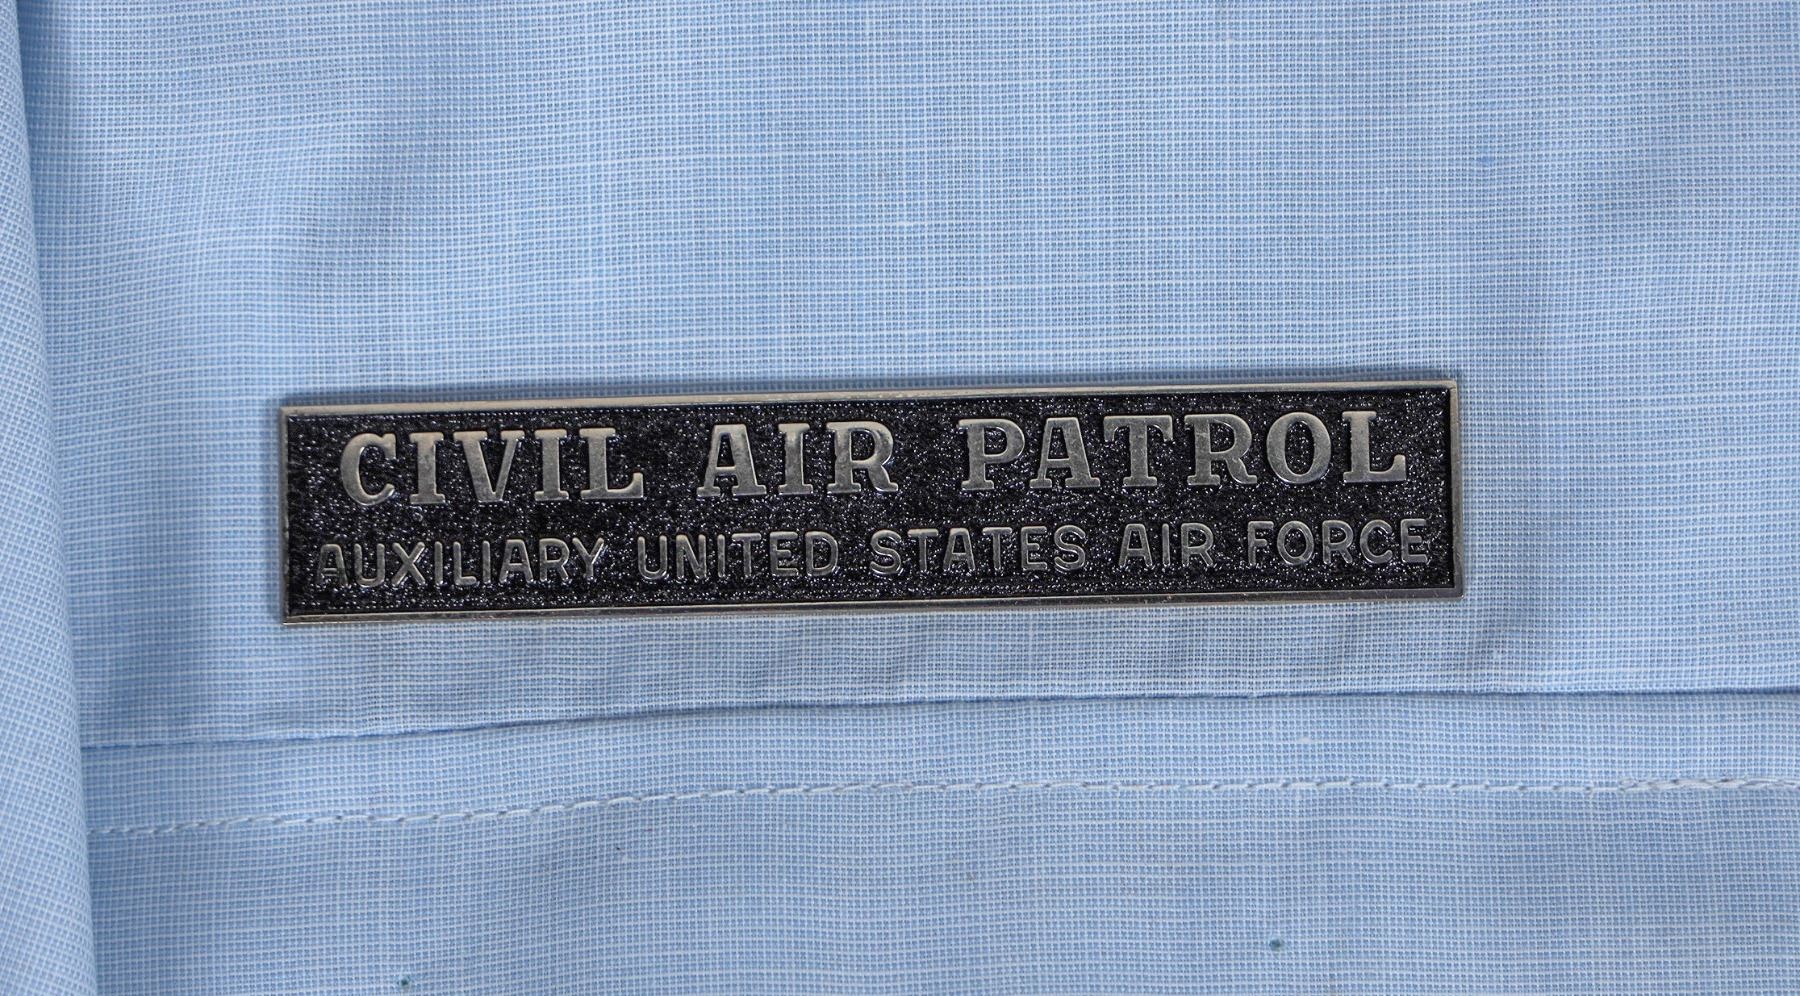 CIVIL AIR PATROL
AUXILIARY UNITED STATES AIR FORCE